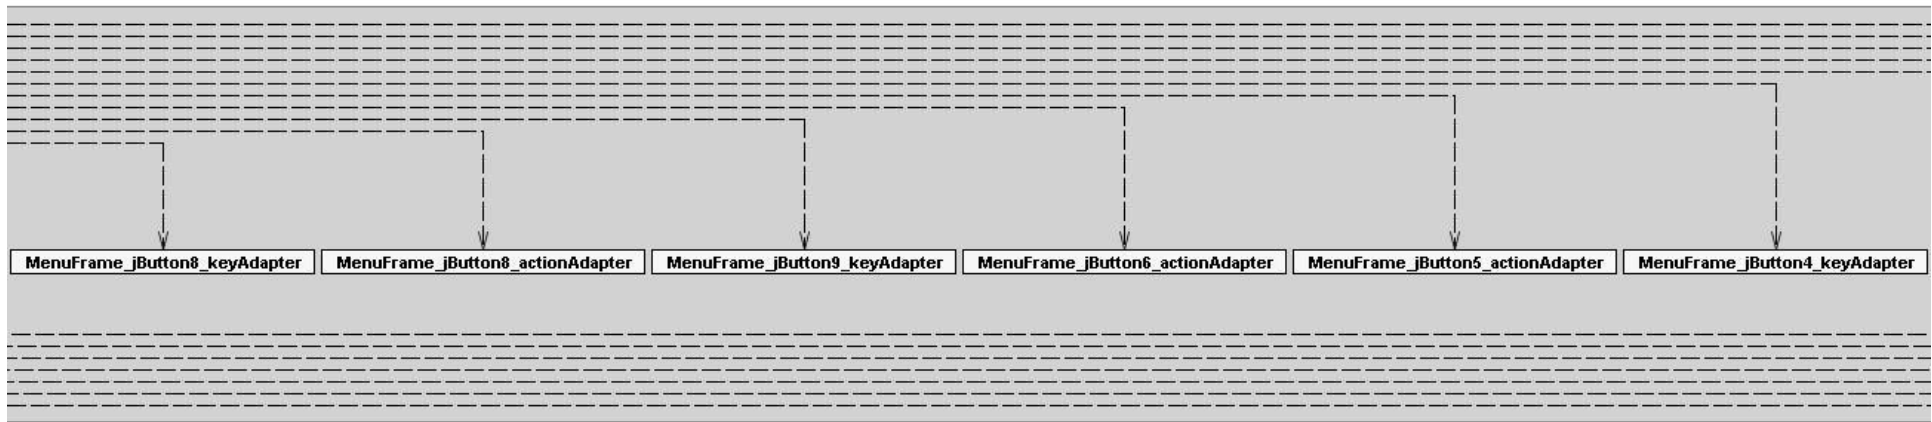 MenuFrame_jButton8_keyAdapter
MenuFrame_jButton8_actionAdapter
MenuFrame_jButton9_keyAdapter
MenuFrame_jButton6_actionAdapter
MenuFrame_jButton5_actionAdapter
MenuFrame_jButton4_keyAdapter